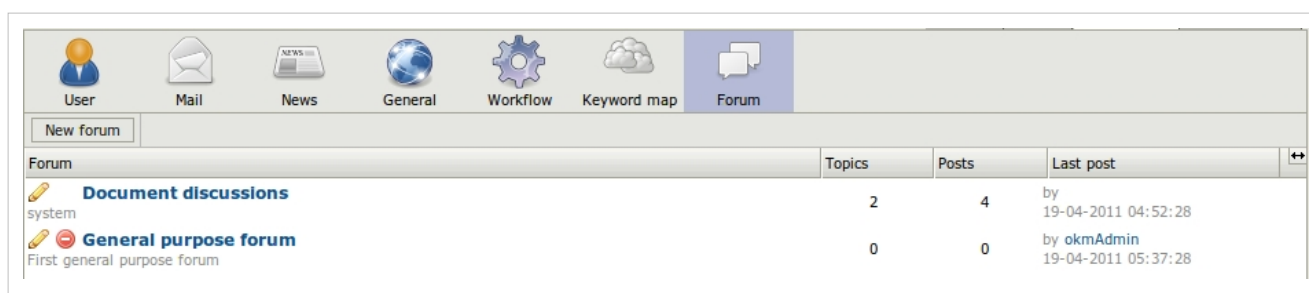 NEWS
User Mail News General Workflow Keyword map Forum
New forum
Forum Topics Posts Last post
Document discussions 2 4 by
system 19-04-2011 04:52:28
General purpose forum 0 0 by okmAdmin
First general purpose forum 19-04-2011 05:37:28